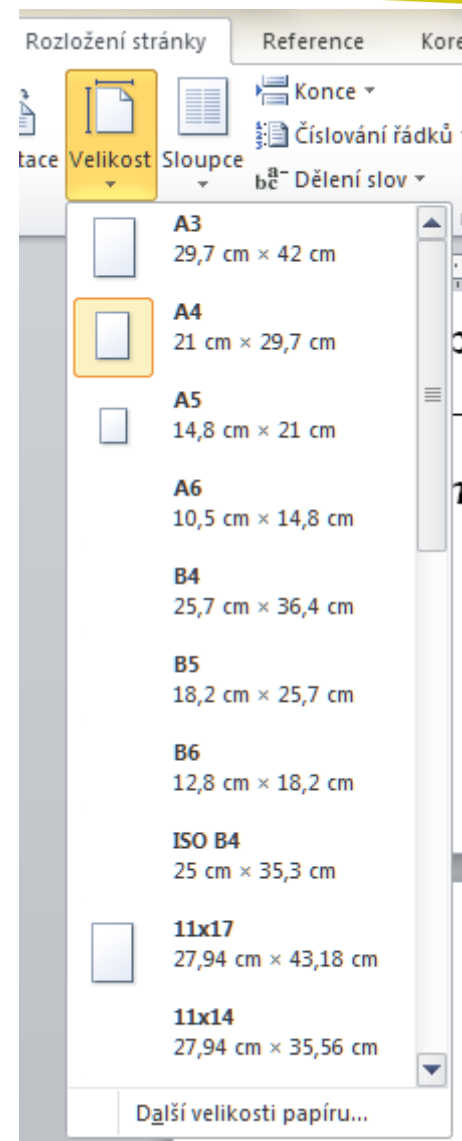 Rozložení stránky Reference Kore
Konce
Číslování řádků
tace Velikost Sloupce
Dělení slov
A3
29,7 cm × 42 cm
A4
21 cm × 29,7 cm
A5
14,8 cm × 21 cm
A6
10,5 cm × 14,8 cm
B4
25,7 cm × 36,4 cm
B5
18,2 cm × 25,7 cm
B6
12,8 cm × 18,2 cm
ISO B4
25 cm × 35,3 cm
11x17
27,94 cm × 43,18 cm
11x14
27,94 cm × 35,56 cm
Další velikosti papíru...